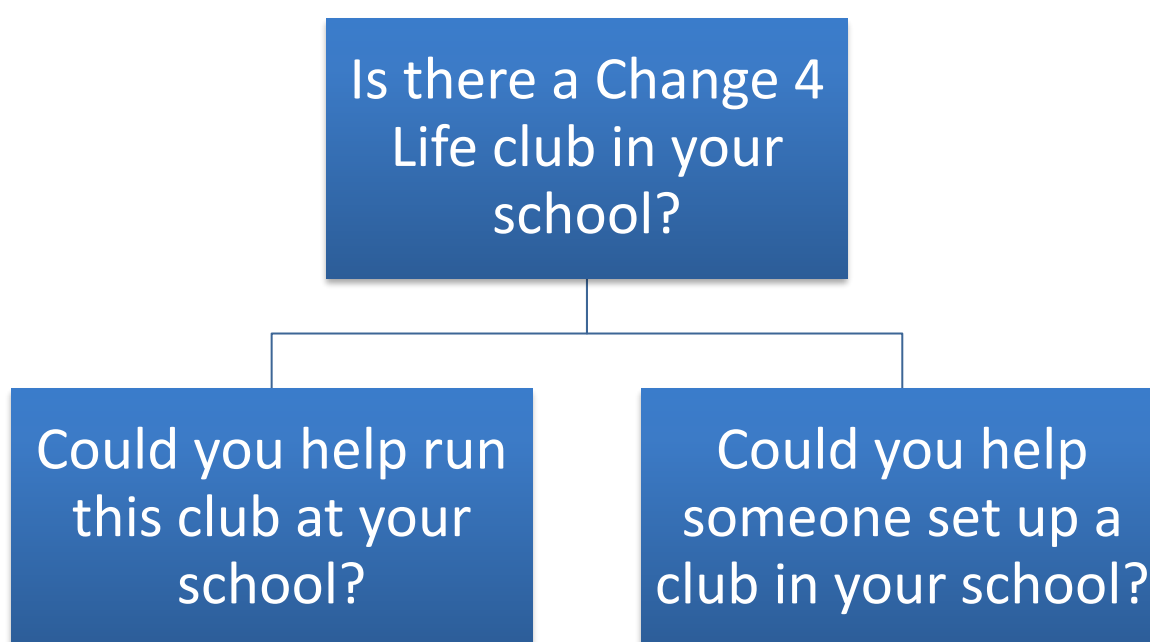 Is there a Change 4
Life club in your
school?
Could you help run
this club at your
school?
Could you help
someone set up a
club in your school?